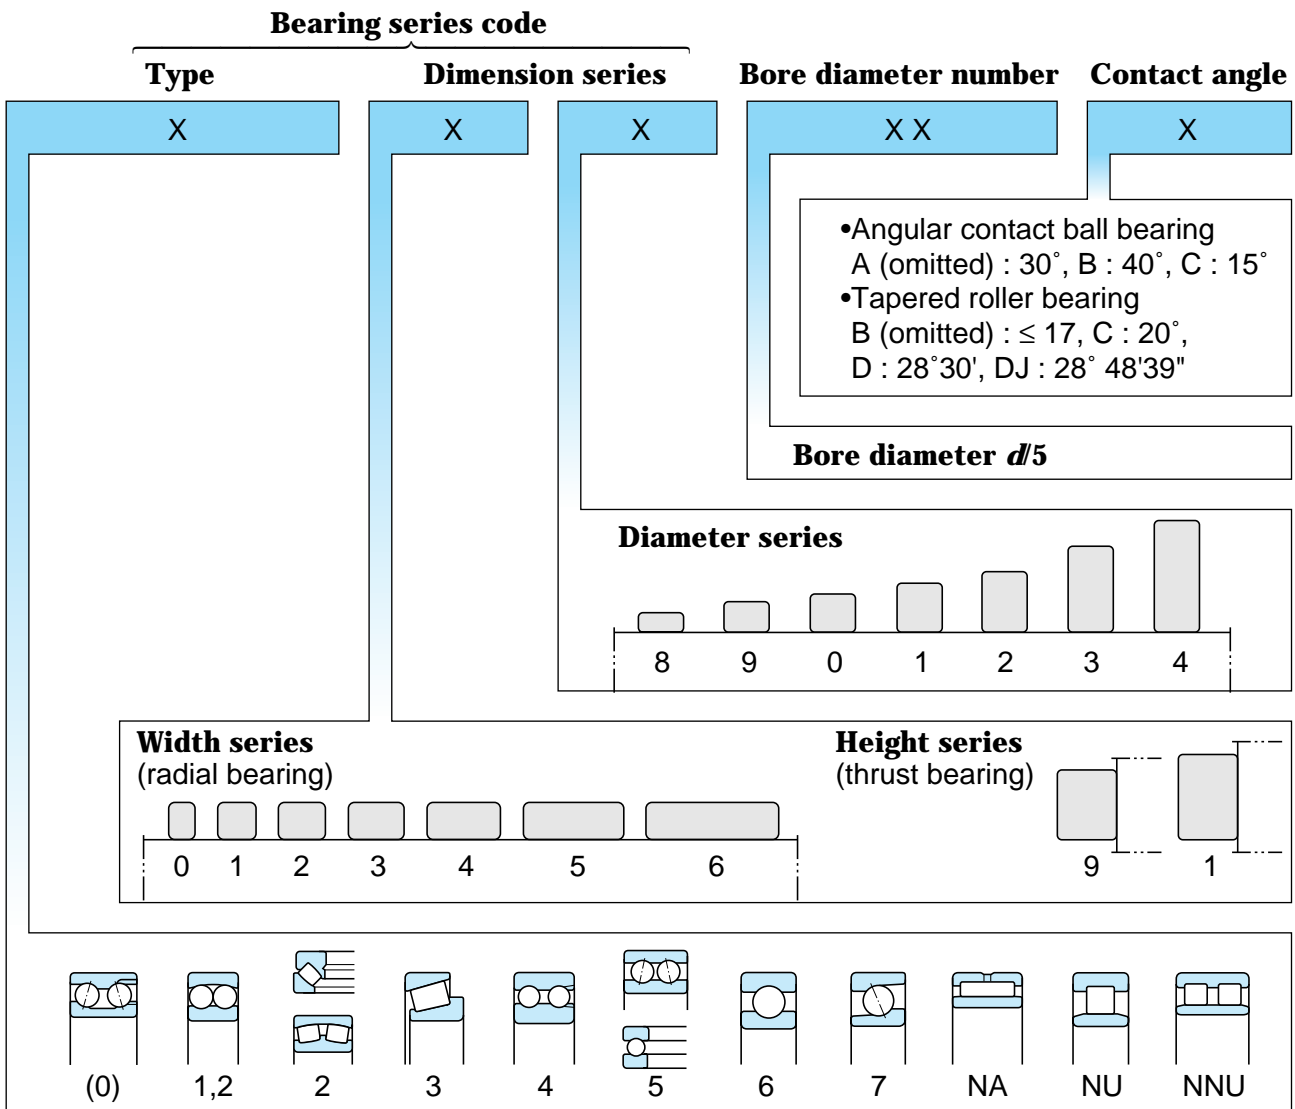 Bearing series code
Type Dimension series Bore diameter number Contact angle
X X X X X X
•Angular contact ball bearing
A (omitted) : 30˚, B : 40˚, C : 15˚
•Tapered roller bearing
B (omitted) : ≤ 17, C : 20˚,
D : 28˚30', DJ : 28˚ 48'39"
Bore diameter d/5
Diameter series
8 9 0 1 2 3 4
Width series
(radial bearing)
0 1 2 3 4 5 6
Height series
(thrust bearing)
9 1
(0) 1,2 2 3 4 5 6 7 NA NU NNU